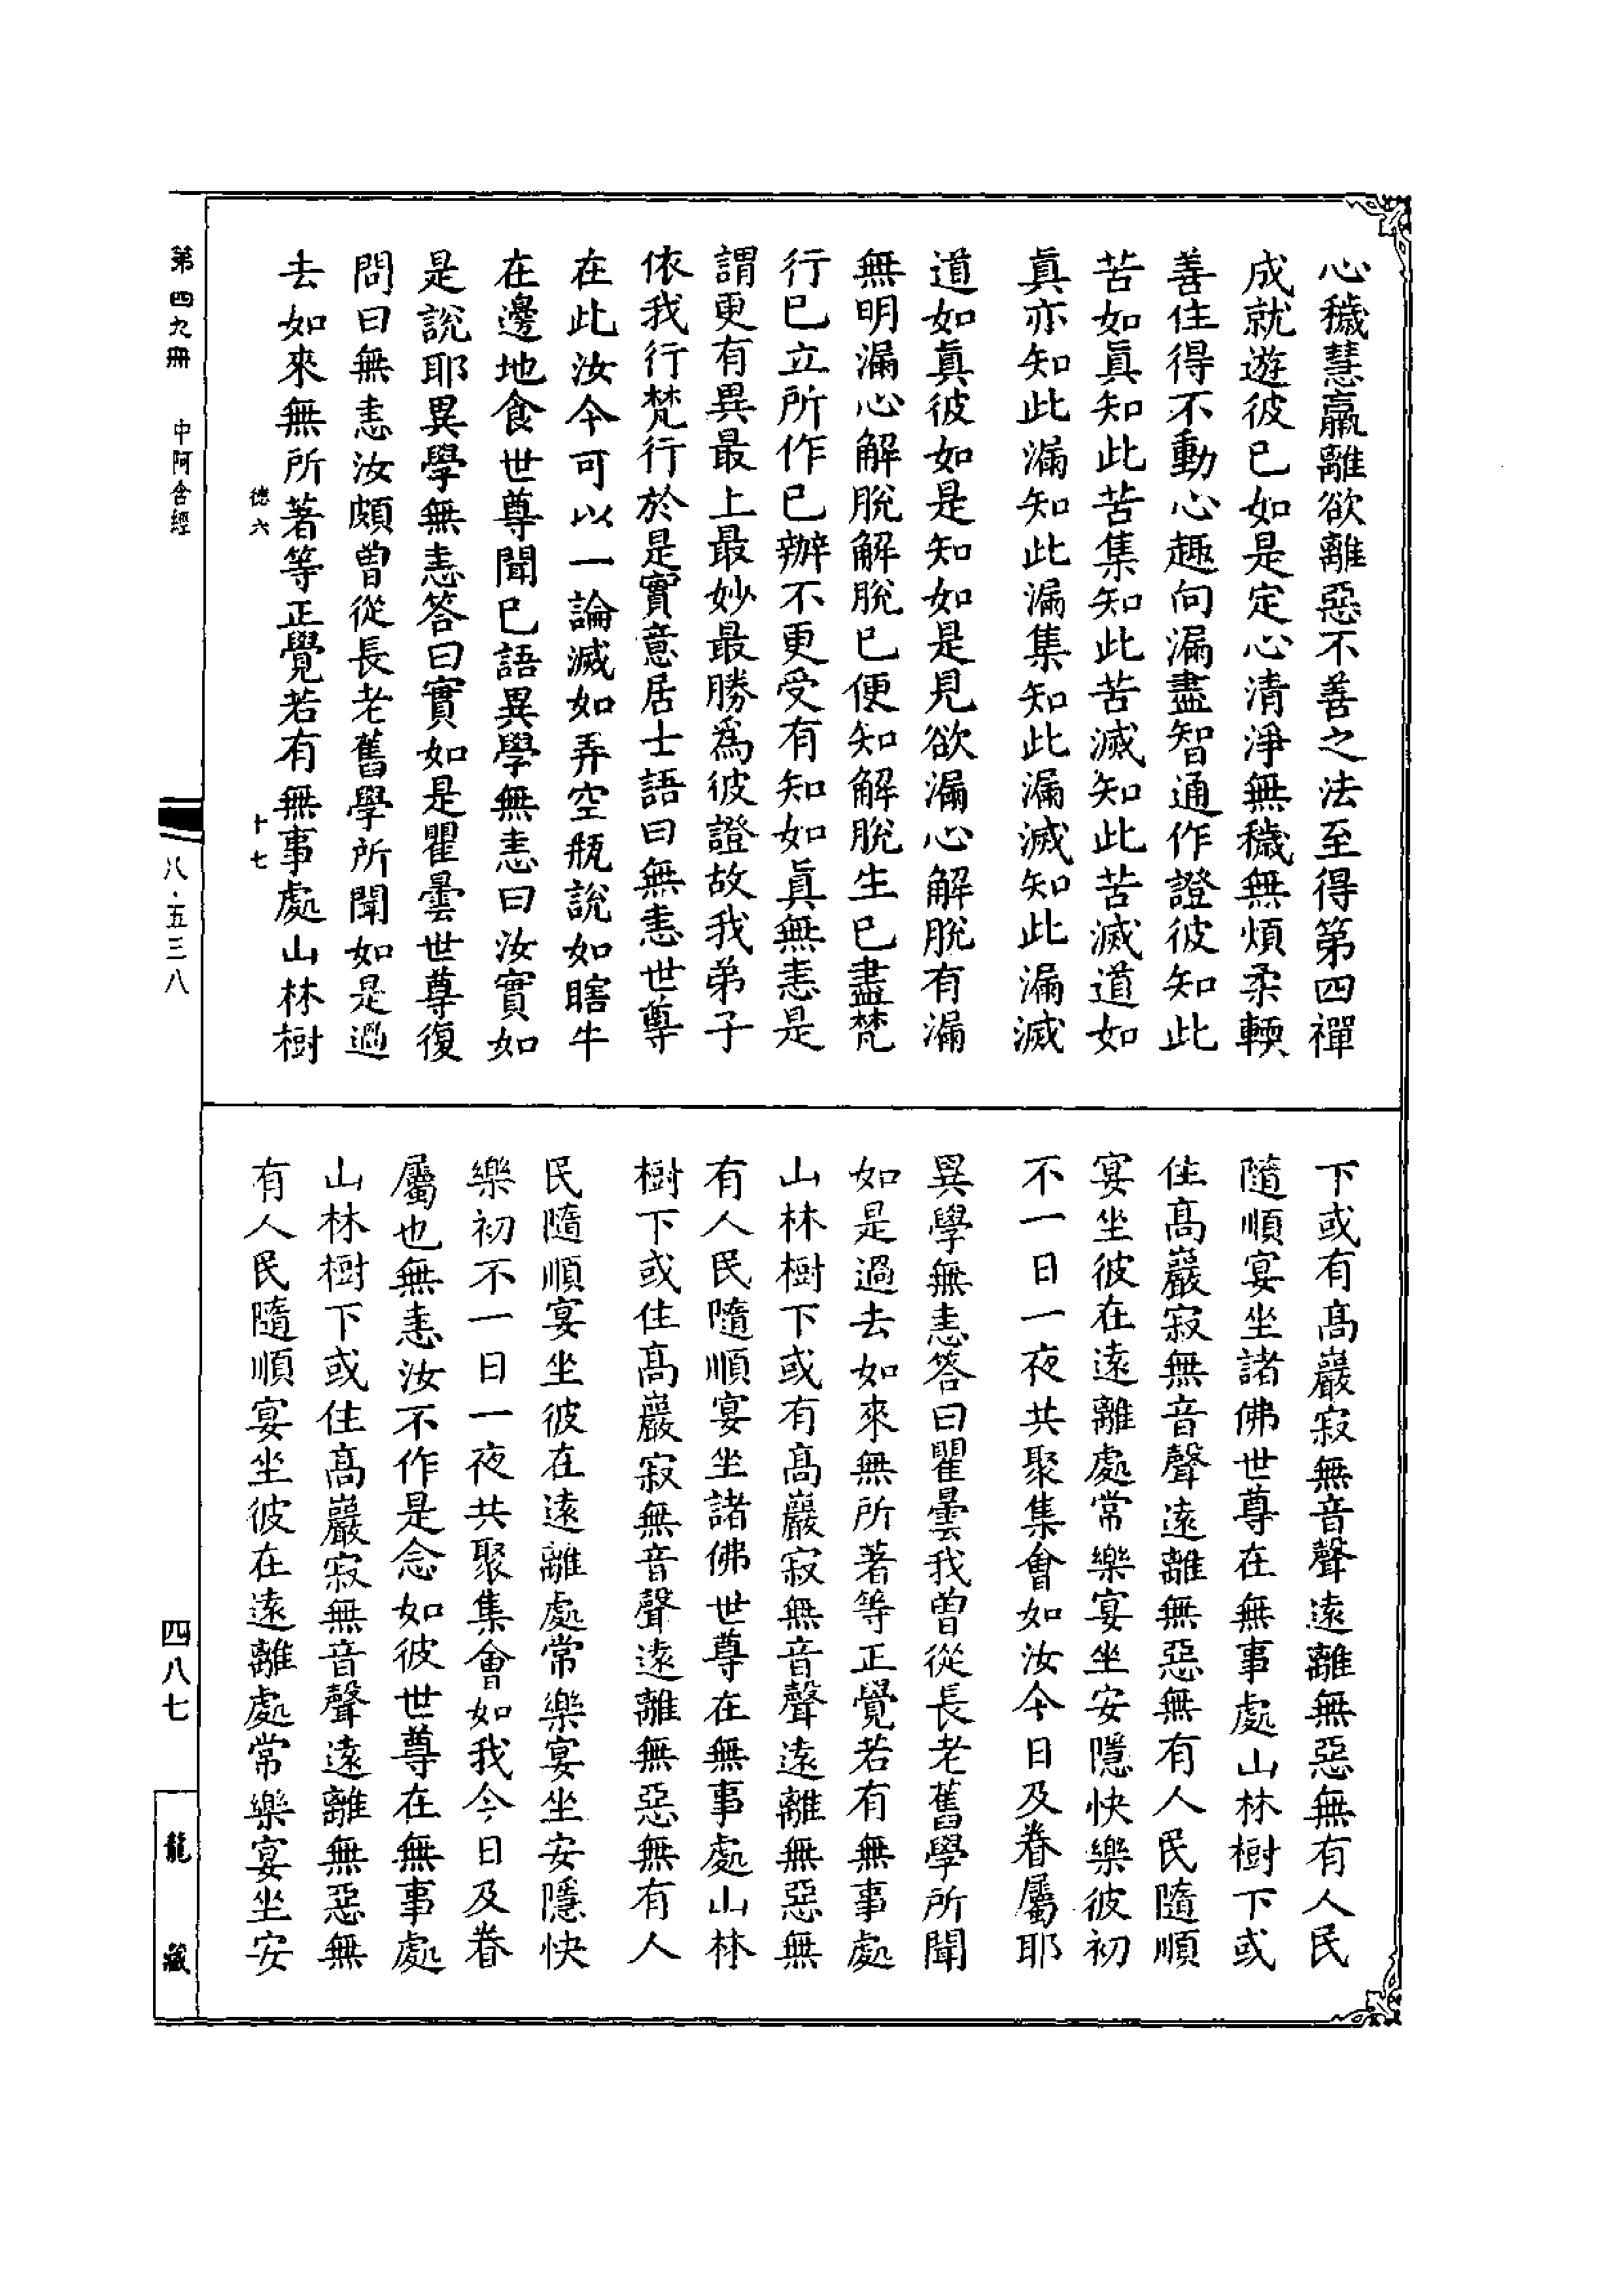 心穢慧羸離欲離惡不善之法至得第四禪
成就遊彼已如是定心清淨無穢無煩柔輭
善住得不動心趣向漏盡智通作證彼知此
苦如眞知此苦集知此苦滅知此苦滅道如
眞亦知此漏知此漏集知此漏滅知此漏滅
道如眞彼如是知如是見欲漏心解脫有漏
無明漏心解脫解脫已便知解脫生已盡梵
行已立所作已辦不更受有知如眞無恚是
謂更有異最上最妙最勝爲彼證故我弟子
依我行梵行於是實意居士語曰無恚世尊
在此汝今可以一論滅如弄空瓶說如瞎牛
在邊地食世尊聞已語異學無恚曰汝實如
是說耶異學無恚答曰實如是瞿曇世尊復
問曰無恚汝頗曾從長老舊學所聞如是過
去如來無所著等正覺若有無事處山林樹
德六 十七
下或有髙巖寂無音聲遠離無惡無有人民
隨順宴坐諸佛世尊在無事處山林樹下或
住髙巖寂無音聲遠離無惡無有人民隨順
宴坐彼在遠離處常樂宴坐安隱快樂彼初
不一日一夜共聚集會如汝今日及眷屬耶
異學無恚答曰瞿曇我曾從長老舊學所聞
如是過去如來無所著等正覺若有無事處
山林樹下或有髙巖寂無音聲遠離無惡無
有人民隨順宴坐諸佛世尊在無事處山林
樹下或住髙巖寂無音聲遠離無惡無有人
民隨順宴坐彼在遠離處常樂宴坐安隱快
樂初不一日一夜共聚集會如我今日及眷
屬也無恚汝不作是念如彼世尊在無事處
山林樹下或住髙巖寂無音聲遠離無惡無
有人民隨順宴坐彼在遠離處常樂宴坐安
第四九冊 中阿含經
八·五三八
四八七
龍藏